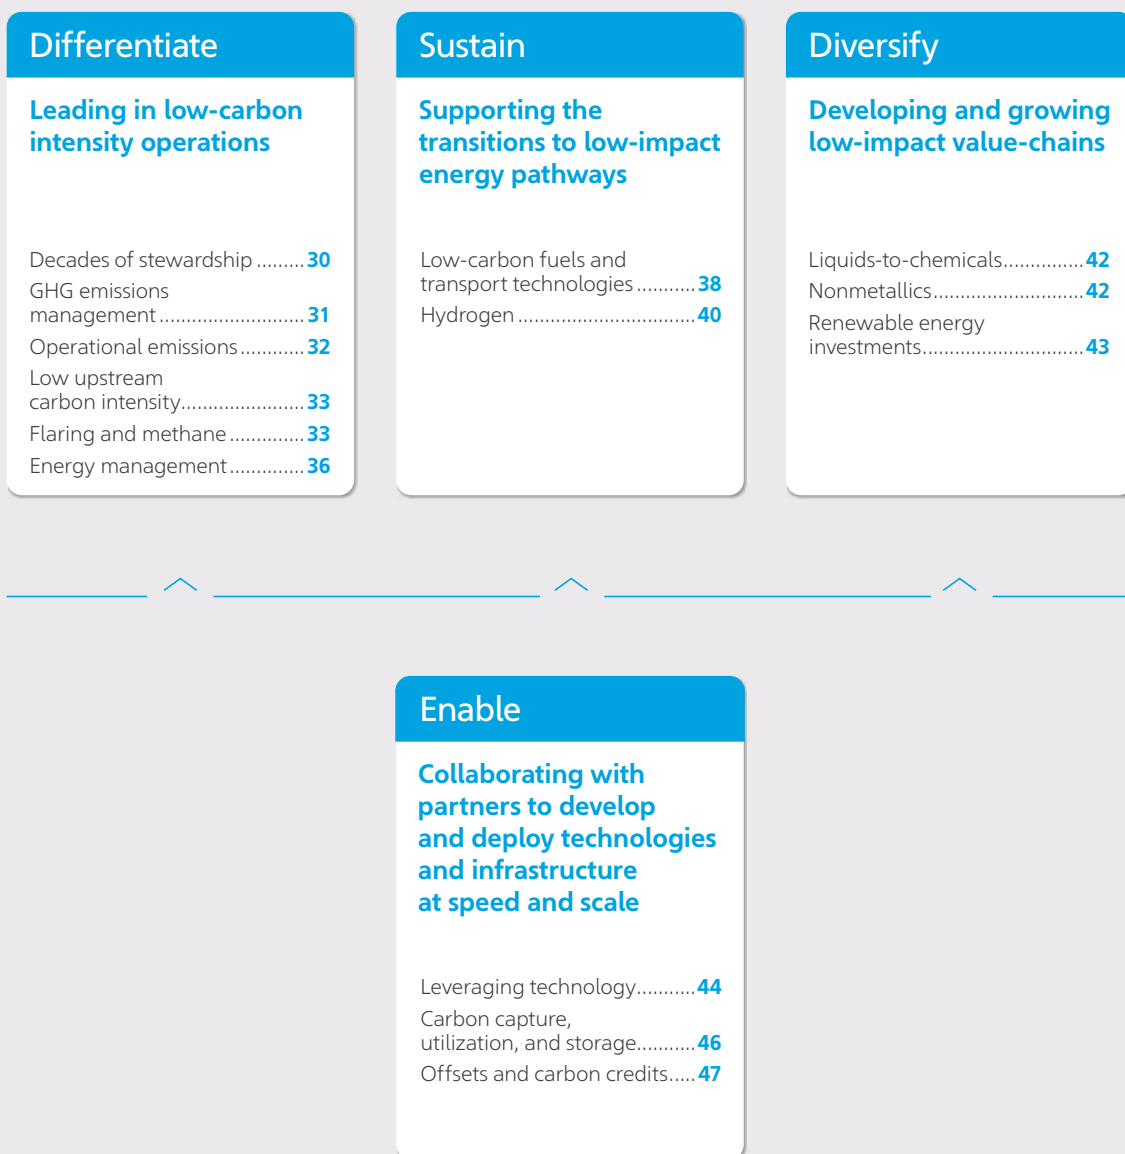 Differentiate
Leading in low-carbon
intensity operations
Decades of stewardship .........30
GHG emissions
management...........................31
Operational emissions............32
Low upstream
carbon intensity.......................33
Flaring and methane..............33
Energy management..............36
Sustain
Supporting the
transitions to low-impact
energy pathways
Low-carbon fuels and
transport technologies...........38
Hydrogen.................................40
Diversify
Developing and growing
low-impact value-chains
Liquids-to-chemicals...............42
Nonmetallics............................42
Renewable energy
investments..............................43
Enable
Collaborating with
partners to develop
and deploy technologies
and infrastructure
at speed and scale
Leveraging technology...........44
Carbon capture,
utilization, and storage...........46
Offsets and carbon credits.....47